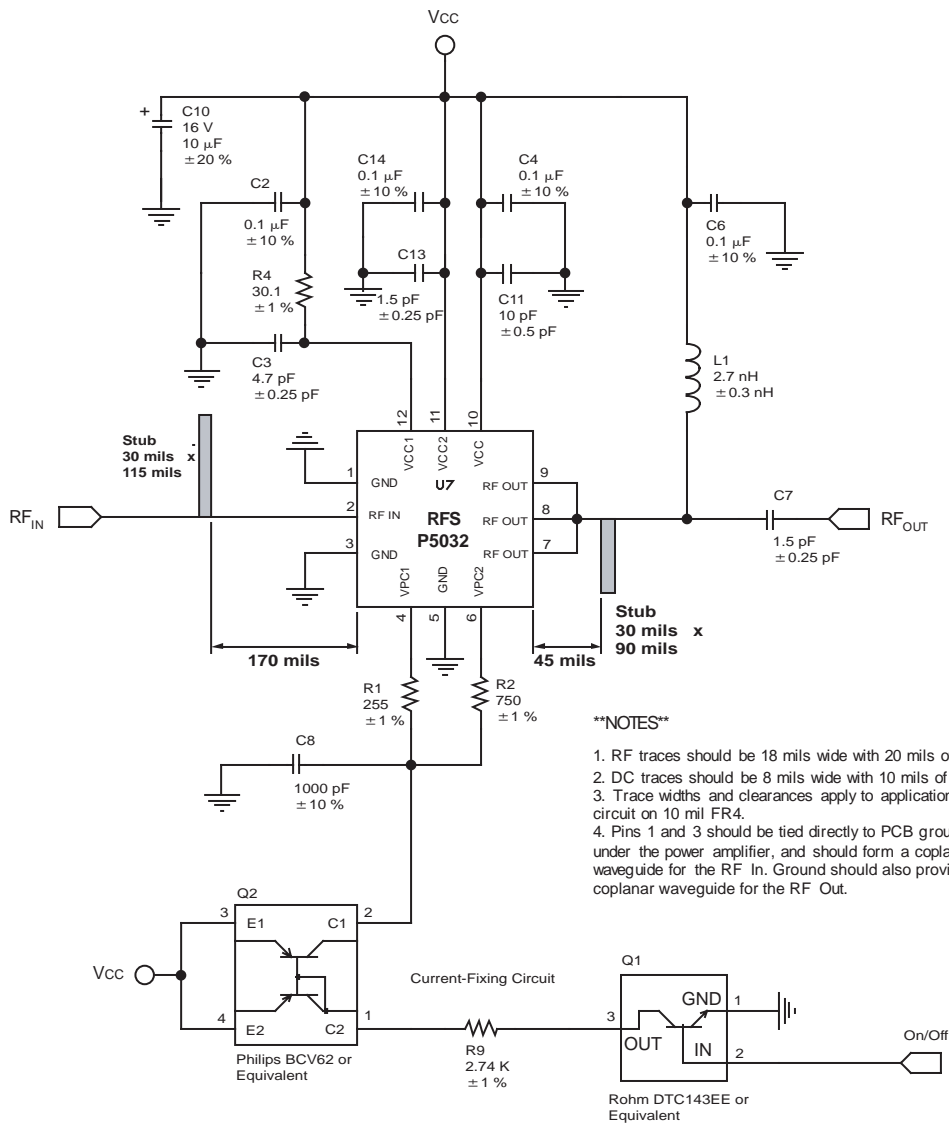 Vcc
+
C10
16 V
10 µF
±20 %
C2
0.1 µF
±10 %
R4
30.1
±1 %
C3
4.7 pF
±0.25 pF
C14
0.1 µF
±10 %
C13
1.5 pF
±0.25 pF
C4
0.1 µF
±10 %
C11
10 pF
±0.5 pF
C6
0.1 µF
±10 %
L1
2.7 nH
±0.3 nH
12
11
10
VCC1
VCC2
VCC
Stub
30 mils x
115 mils
1
GND
U7
RF OUT
9
RFIN
2
RF IN
RFS
P5032
RF OUT
8
3
GND
RF OUT
7
VPC1
GND
VPC2
4
5
6
C7
1.5 pF
±0.25 pF
RFOUT
Stub
30 mils x
90 mils
170 mils
45 mils
R1
255
±1 %
R2
750
±1 %
C8
1000 pF
±10 %
**NOTES**
1. RF traces should be 18 mils wide with 20 mils o
2. DC traces should be 8 mils wide with 10 mils of
3. Trace widths and clearances apply to application
circuit on 10 mil FR4.
4. Pins 1 and 3 should be tied directly to PCB grou
under the power amplifier, and should form a copla
waveguide for the RF In. Ground should also provi
coplanar waveguide for the RF Out.
Q2
3
E1
C1
2
Vcc
4
E2
C2
1
Philips BCV62 or
Equivalent
Current-Fixing Circuit
R9
2.74 K
±1 %
Q1
GND
1
3
OUT
IN
2
On/Off
Rohm DTC143EE or
Equivalent